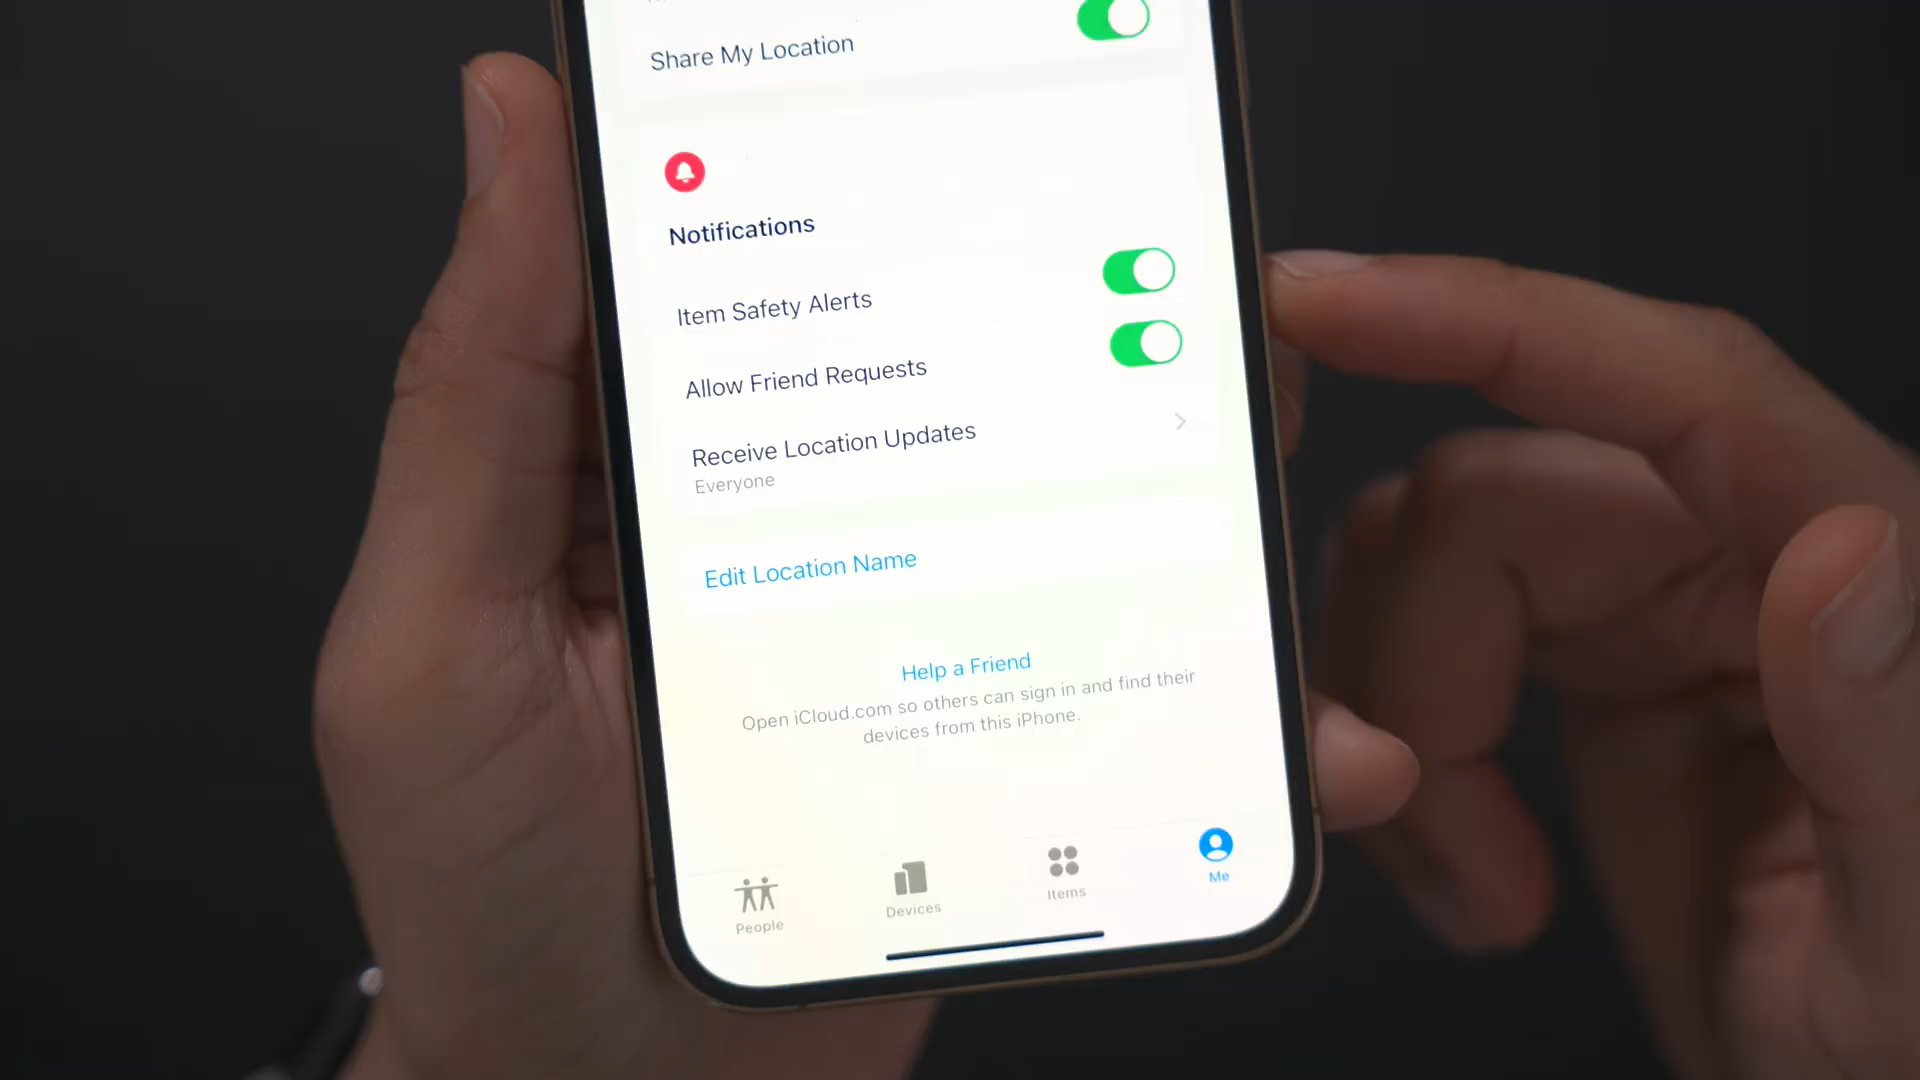 Share My Location
Notifications
Item Safety Alerts
Allow Friend Requests
Receive Location Updates
Everyone
Edit Location Name
Help a Friend
Open iCloud.com so others can sign in and find their
devices from this iPhone.
People
Devices
Items
Me